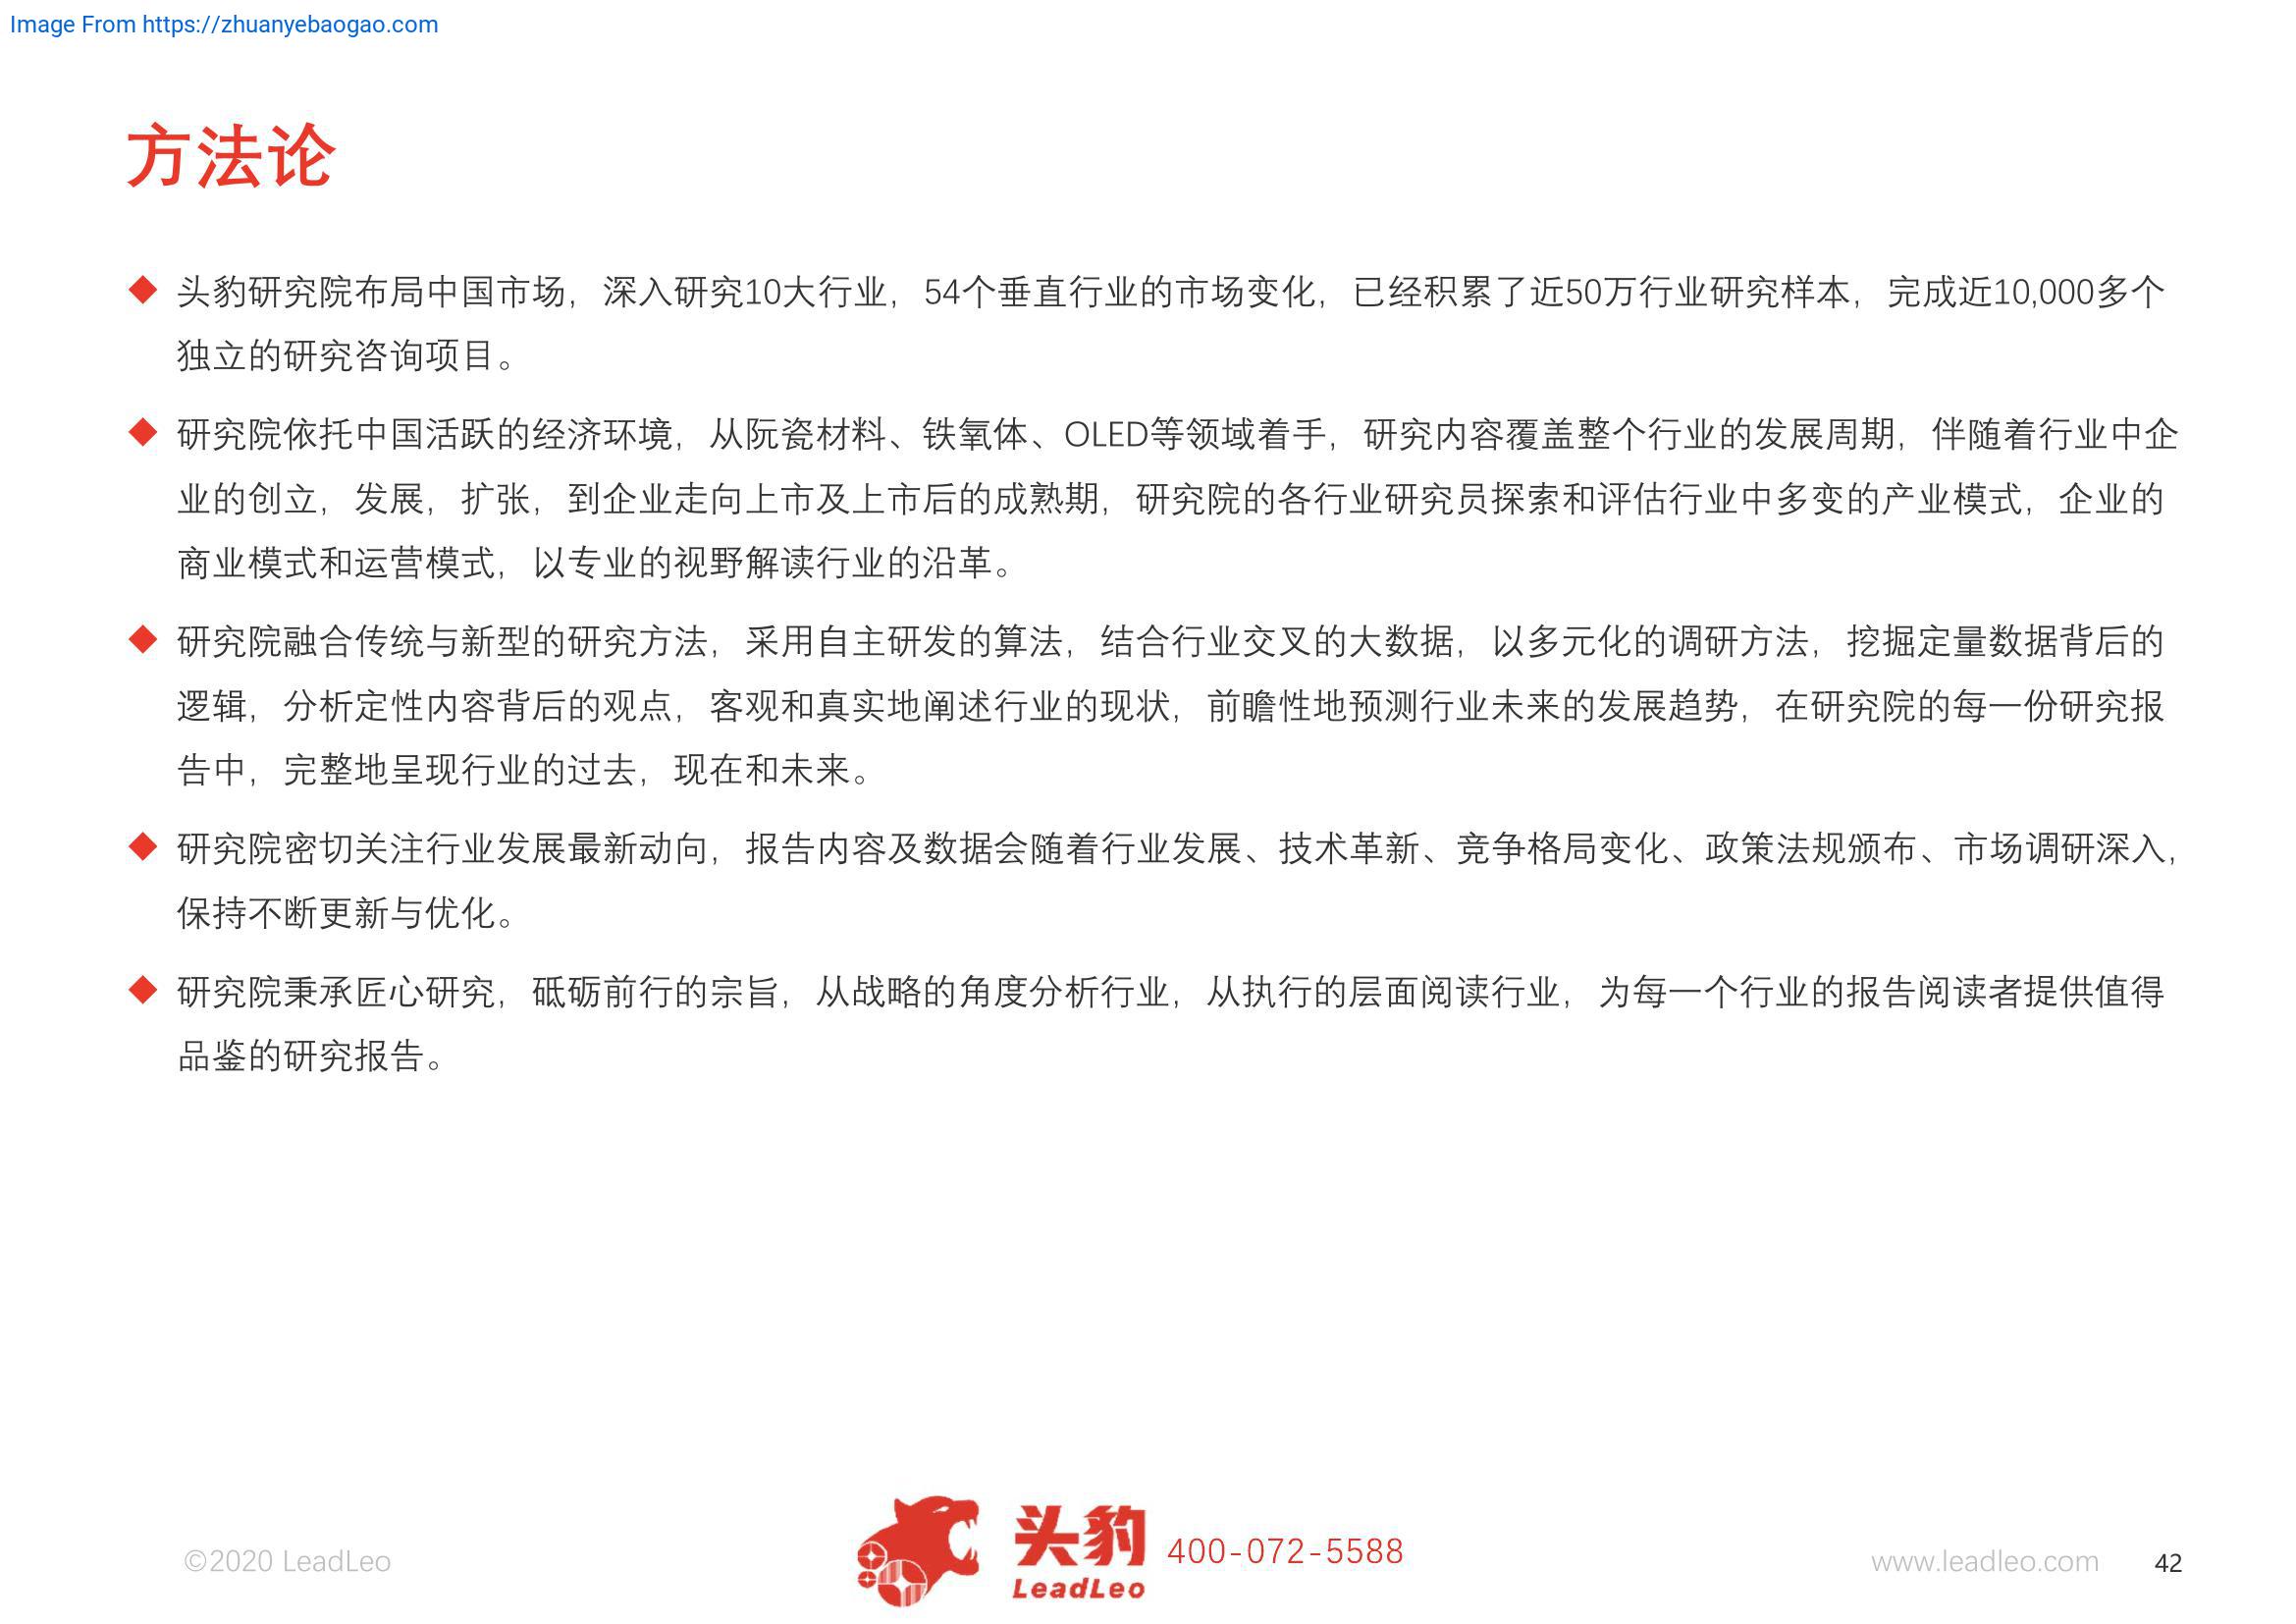 Image From https://zhuanyebaogao.com
方法论
头豹研究院布局中国市场，深入研究10大行业，54个垂直行业的市场变化，已经积累了近50万行业研究样本，完成近10,000多个
独立的研究咨询项目。
研究院依托中国活跃的经济环境，从阮瓷材料、铁氧体、OLED等领域着手，研究内容覆盖整个行业的发展周期，伴随着行业中企
业的创立，发展，扩张，到企业走向上市及上市后的成熟期，研究院的各行业研究员探索和评估行业中多变的产业模式，企业的
商业模式和运营模式，以专业的视野解读行业的沿革。
研究院融合传统与新型的研究方法，采用自主研发的算法，结合行业交叉的大数据，以多元化的调研方法，挖掘定量数据背后的
逻辑，分析定性内容背后的观点，客观和真实地阐述行业的现状，前瞻性地预测行业未来的发展趋势，在研究院的每一份研究报
告中，完整地呈现行业的过去，现在和未来。
研究院密切关注行业发展最新动向，报告内容及数据会随着行业发展、技术革新、竞争格局变化、政策法规颁布、市场调研深入，
保持不断更新与优化。
研究院秉承匠心研究，砥砺前行的宗旨，从战略的角度分析行业，从执行的层面阅读行业，为每一个行业的报告阅读者提供值得
品鉴的研究报告。
©2020 LeadLeo
头豹
LeadLeo
400-072-5588
www.leadleo.com
42